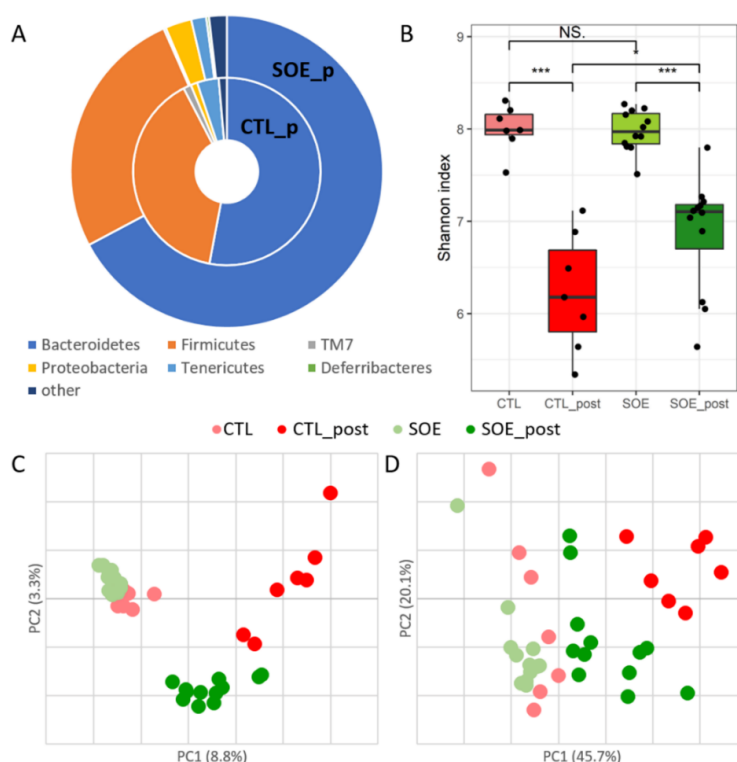 A
SOE_p
CTL_p
Bacteroidetes Firmicutes TM7
Proteobacteria Tenericutes Deferribacteres
other
B
9
8
7
6
Shannon index
NS.
*
*** ***
CTL CTL_post SOE SOE_post
CTL CTL_post SOE SOE_post
C
PC2 (3.3%)
PC1 (8.8%)
D
PC2 (20.1%)
PC1 (45.7%)